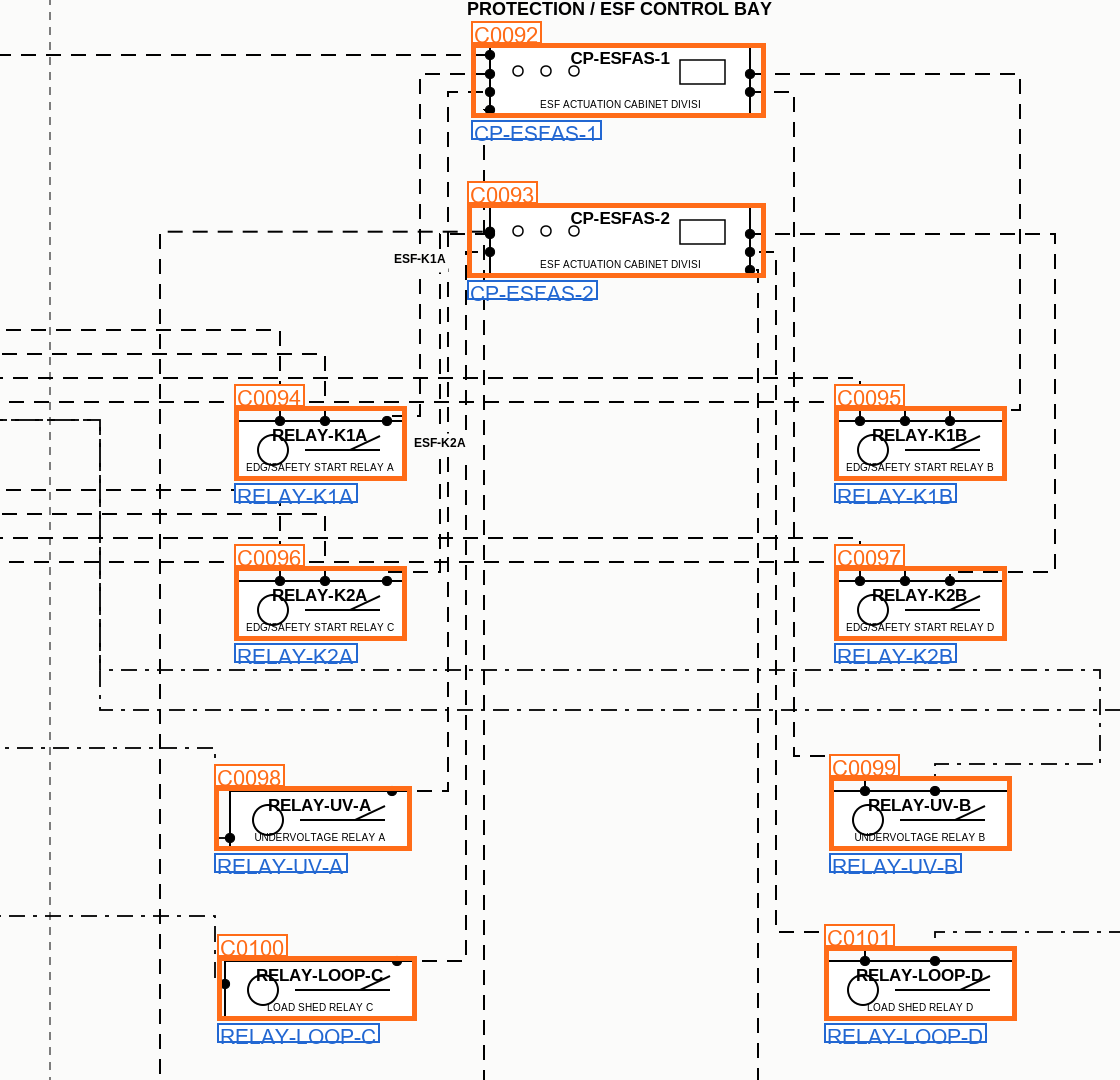 PROTECTION / ESF CONTROL BAY
C0092
CP-ESFAS-1
ESF ACTUATION CABINET DIVISI
CP-ESFAS-1
C0093
CP-ESFAS-2
ESF-K1A
ESF ACTUATION CABINET DIVISI
CP-ESFAS-2
C0094
C0095
RELAY-K1A
RELAY-K1B
ESF-K2A
EDG/SAFETY START RELAY A
EDG/SAFETY START RELAY B
RELAY-K1A
RELAY-K1B
C0096
C0097
RELAY-K2A
RELAY-K2B
EDG/SAFETY START RELAY C
EDG/SAFETY START RELAY D
RELAY-K2A
RELAY-K2B
C0098
C0099
RELAY-UV-A
RELAY-UV-B
UNDERVOLTAGE RELAY A
UNDERVOLTAGE RELAY B
RELAY-UV-A
RELAY-UV-B
C0100
C0101
RELAY-LOOP-C
RELAY-LOOP-D
LOAD SHED RELAY C
LOAD SHED RELAY D
RELAY-LOOP-C
RELAY-LOOP-D